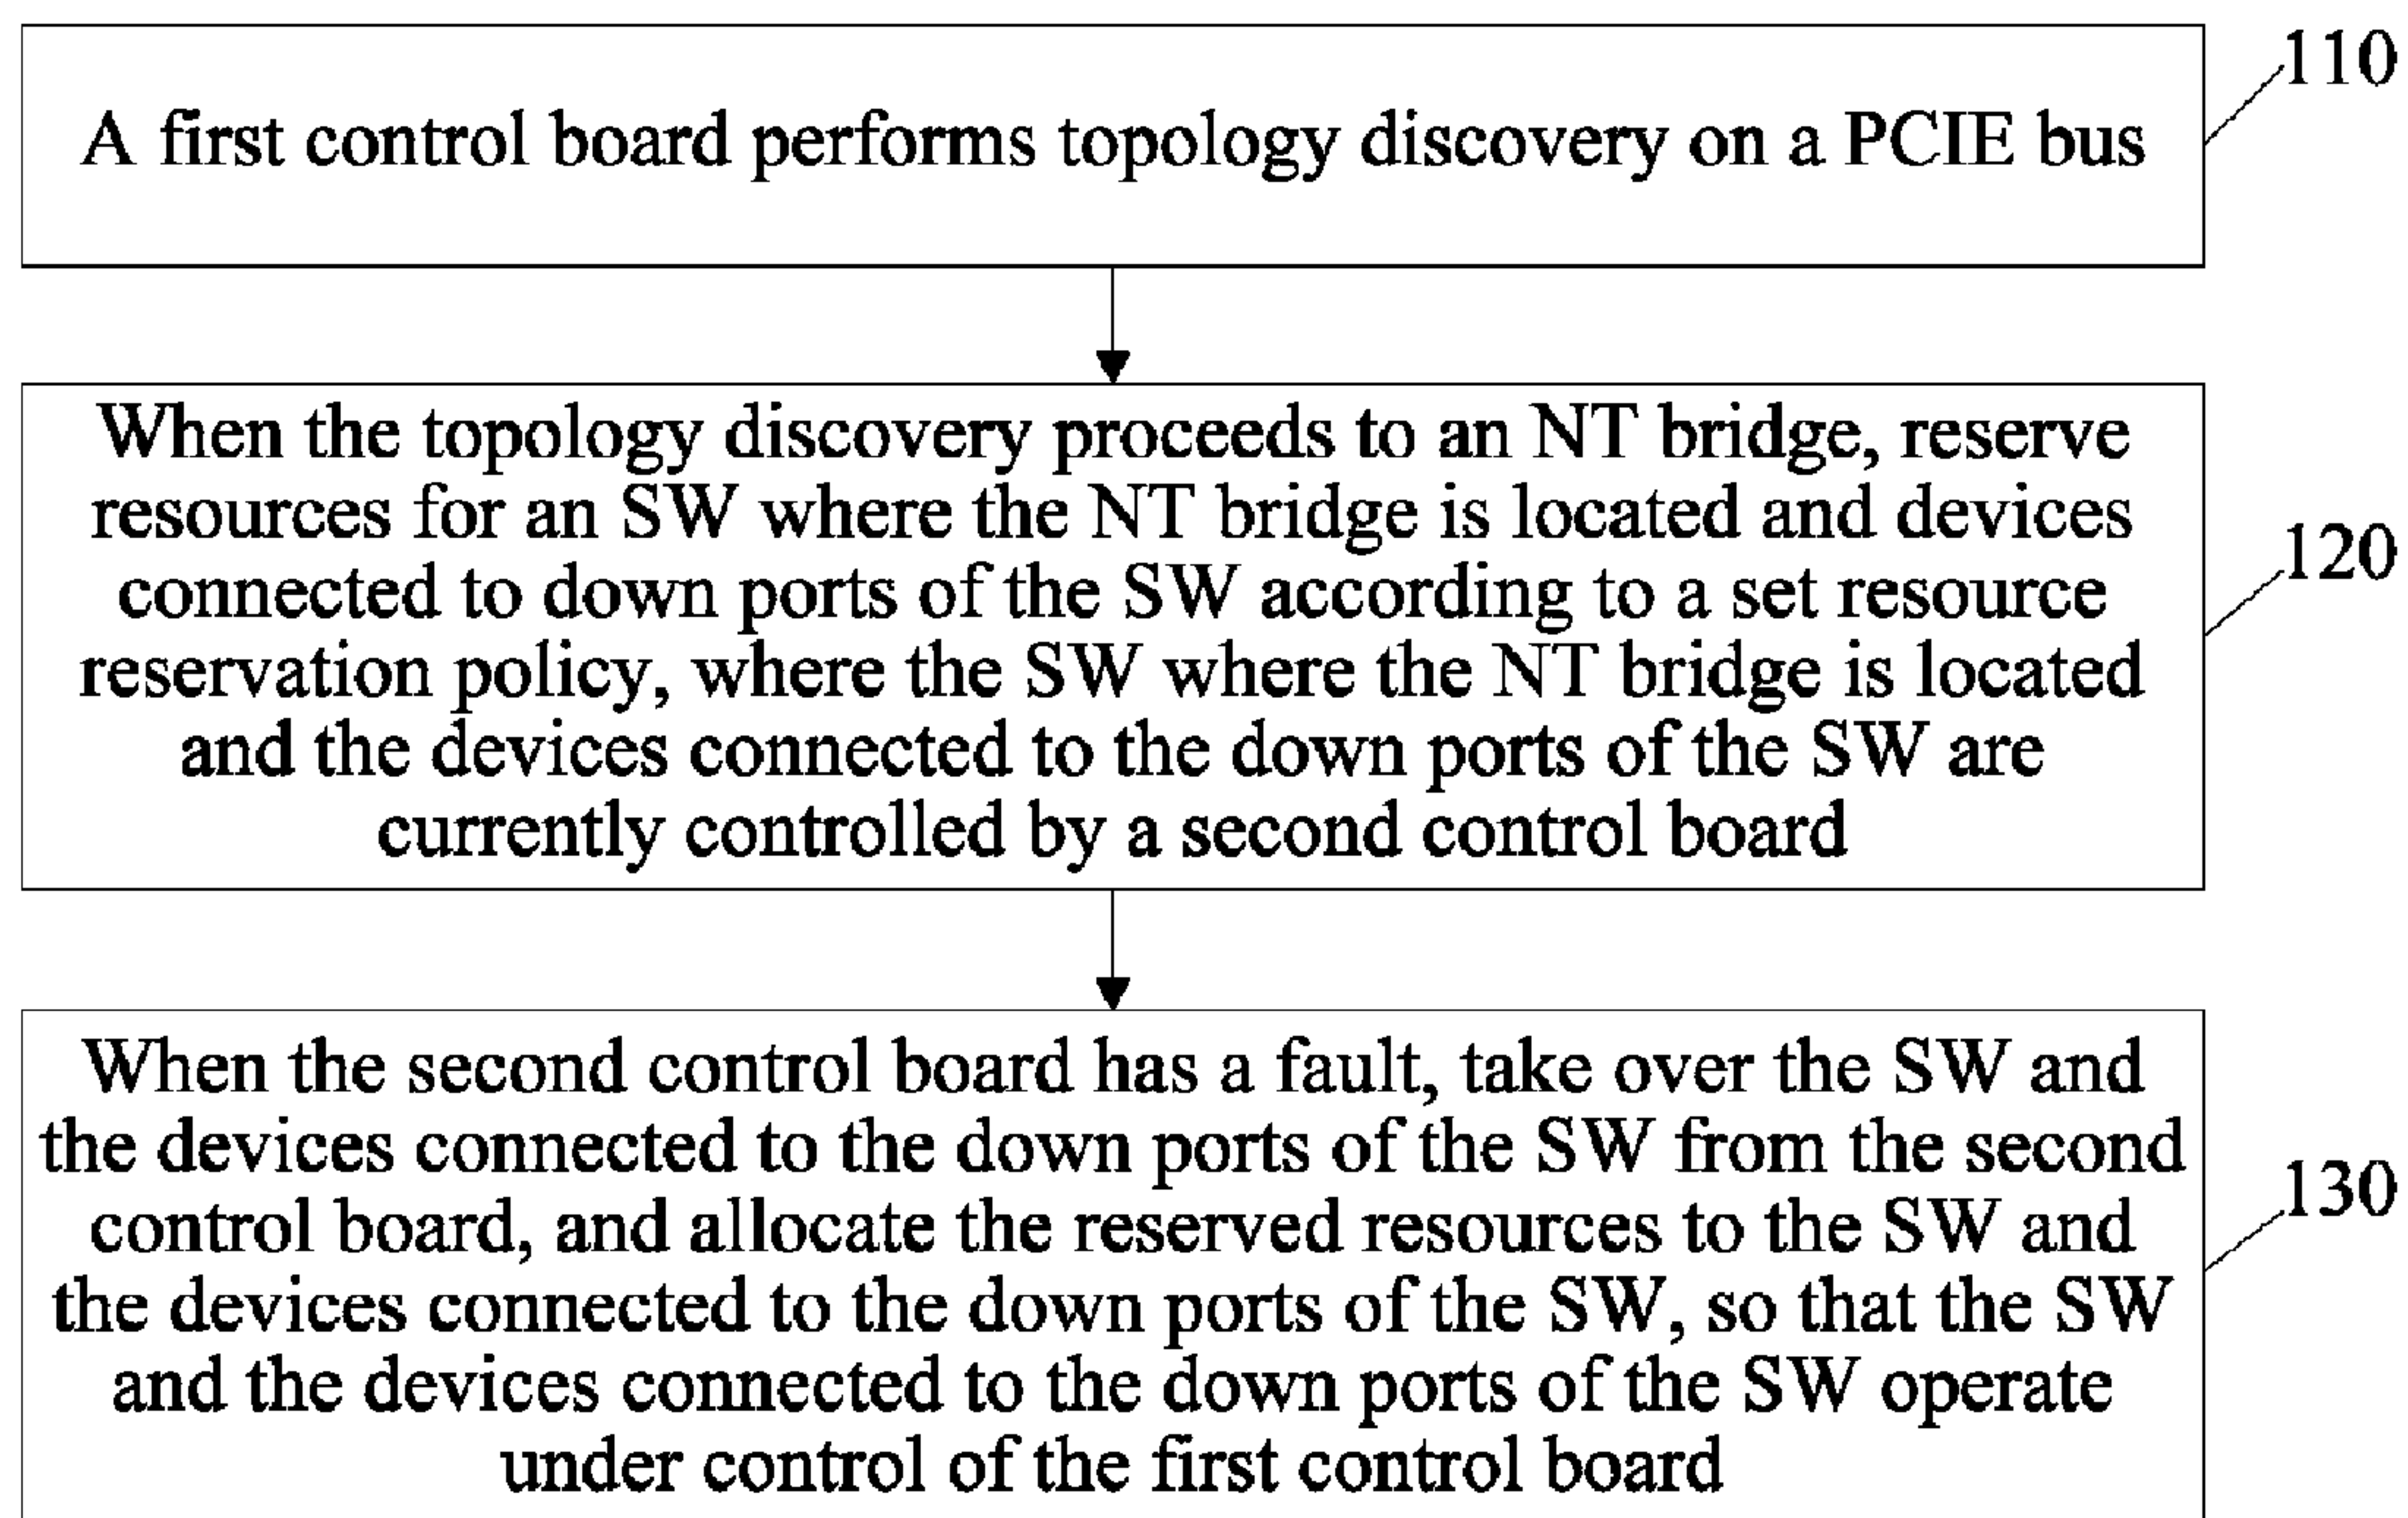 A first control board performs topology discovery on a PCIE bus
110
When the topology discovery proceeds to an NT bridge, reserve
resources for an SW where the NT bridge is located and devices
connected to down ports of the SW according to a set resource
reservation policy, where the SW where the NT bridge is located
and the devices connected to the down ports of the SW are
currently controlled by a second control board
120
When the second control board has a fault, take over the SW and
the devices connected to the down ports of the SW from the second
control board, and allocate the reserved resources to the SW and
the devices connected to the down ports of the SW, so that the SW
and the devices connected to the down ports of the SW operate
under control of the first control board
130